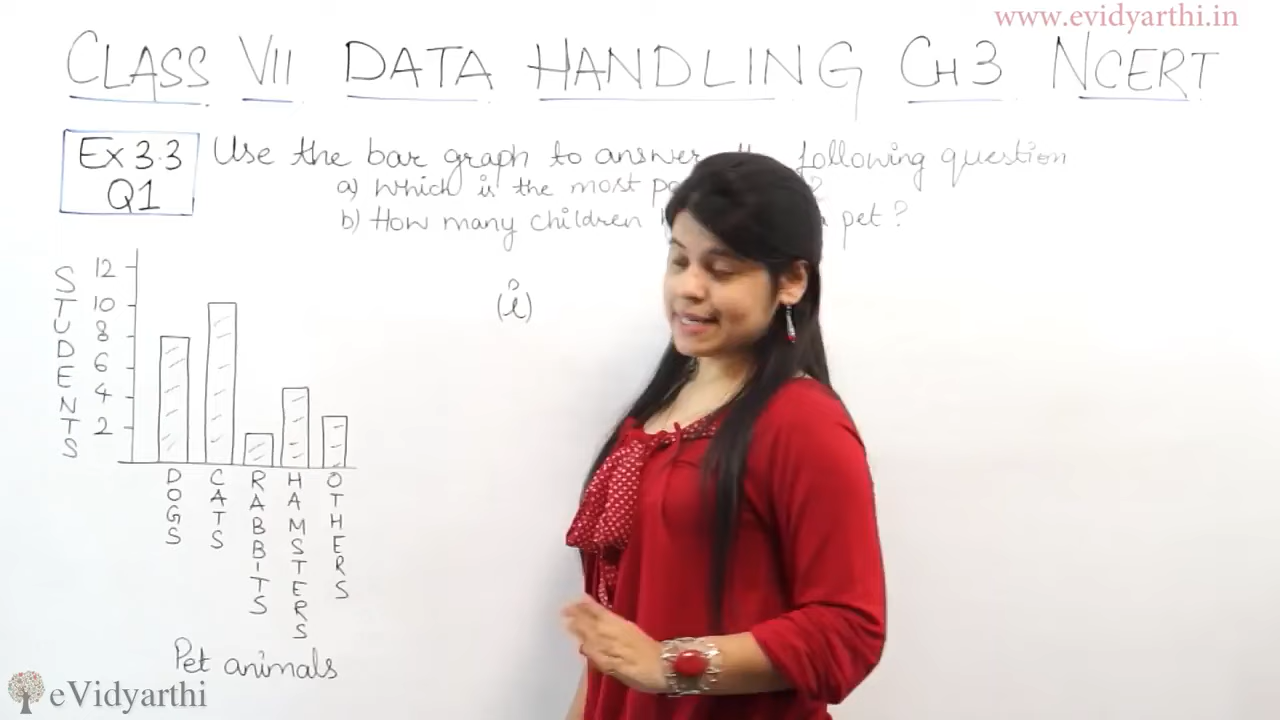 www.evidyarthi.in
CLASS VII DATA HANDLING CH 3 NCERT
Ex 3.3
Q1
Use the bar graph to answer following question
a) Which is the most ?
b) How many children pet ?
(i)
STUDENTS
12
10
8
6
4
2
DOGS
CATS
RABBITS
HAMSTERS
OTHERS
Pet animals
eVidyarthi